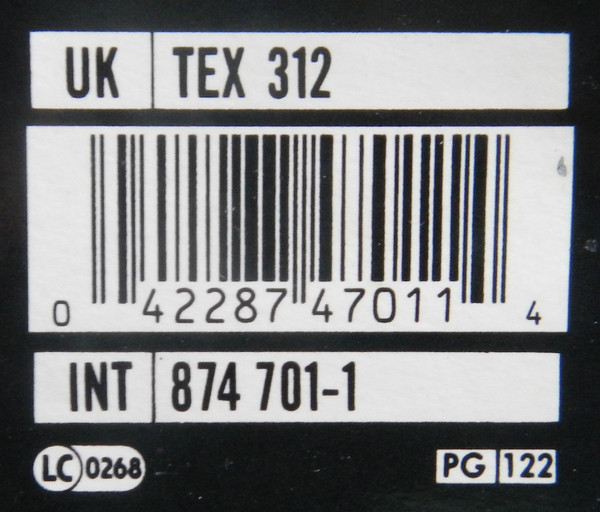 UK TEX 312
0 42287 47011 4
INT 874 701-1
LC 0268 PG 122